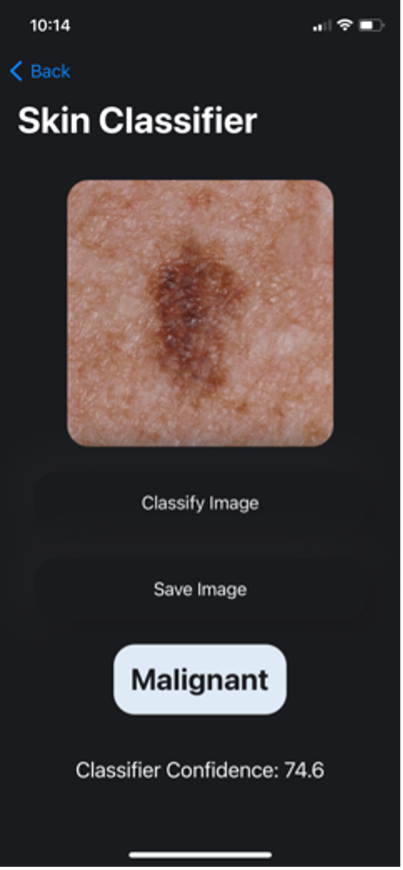 10:14
Back
Skin Classifier
Classify Image
Save Image
Malignant
Classifier Confidence: 74.6